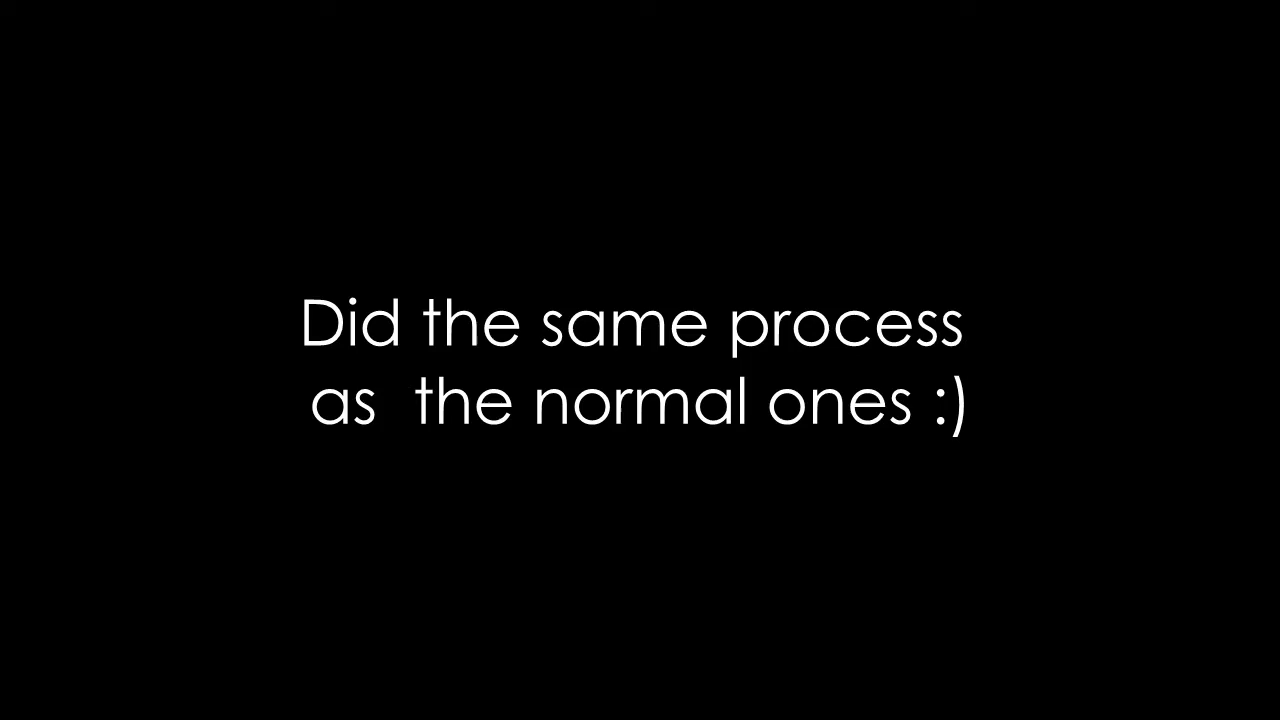 Did the same process
as  the normal ones :)